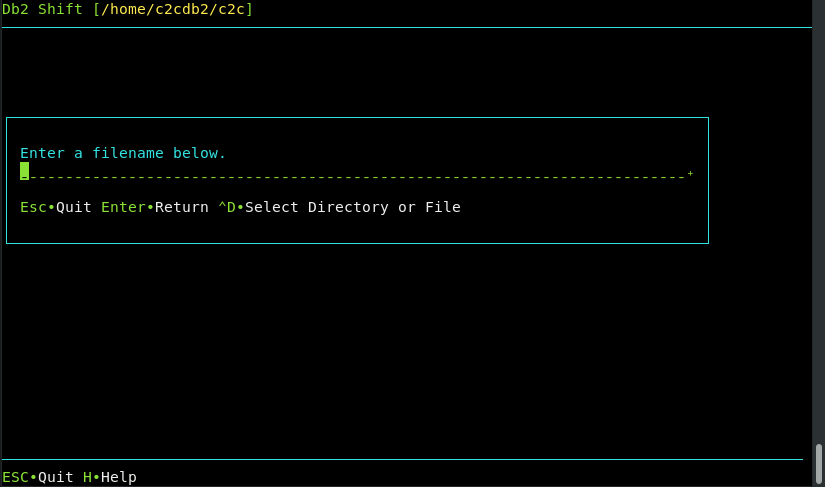 Db2 Shift [/home/c2cdb2/c2c]
Enter a filename below.
Esc•Quit Enter•Return ^D•Select Directory or File
ESC•Quit H•Help